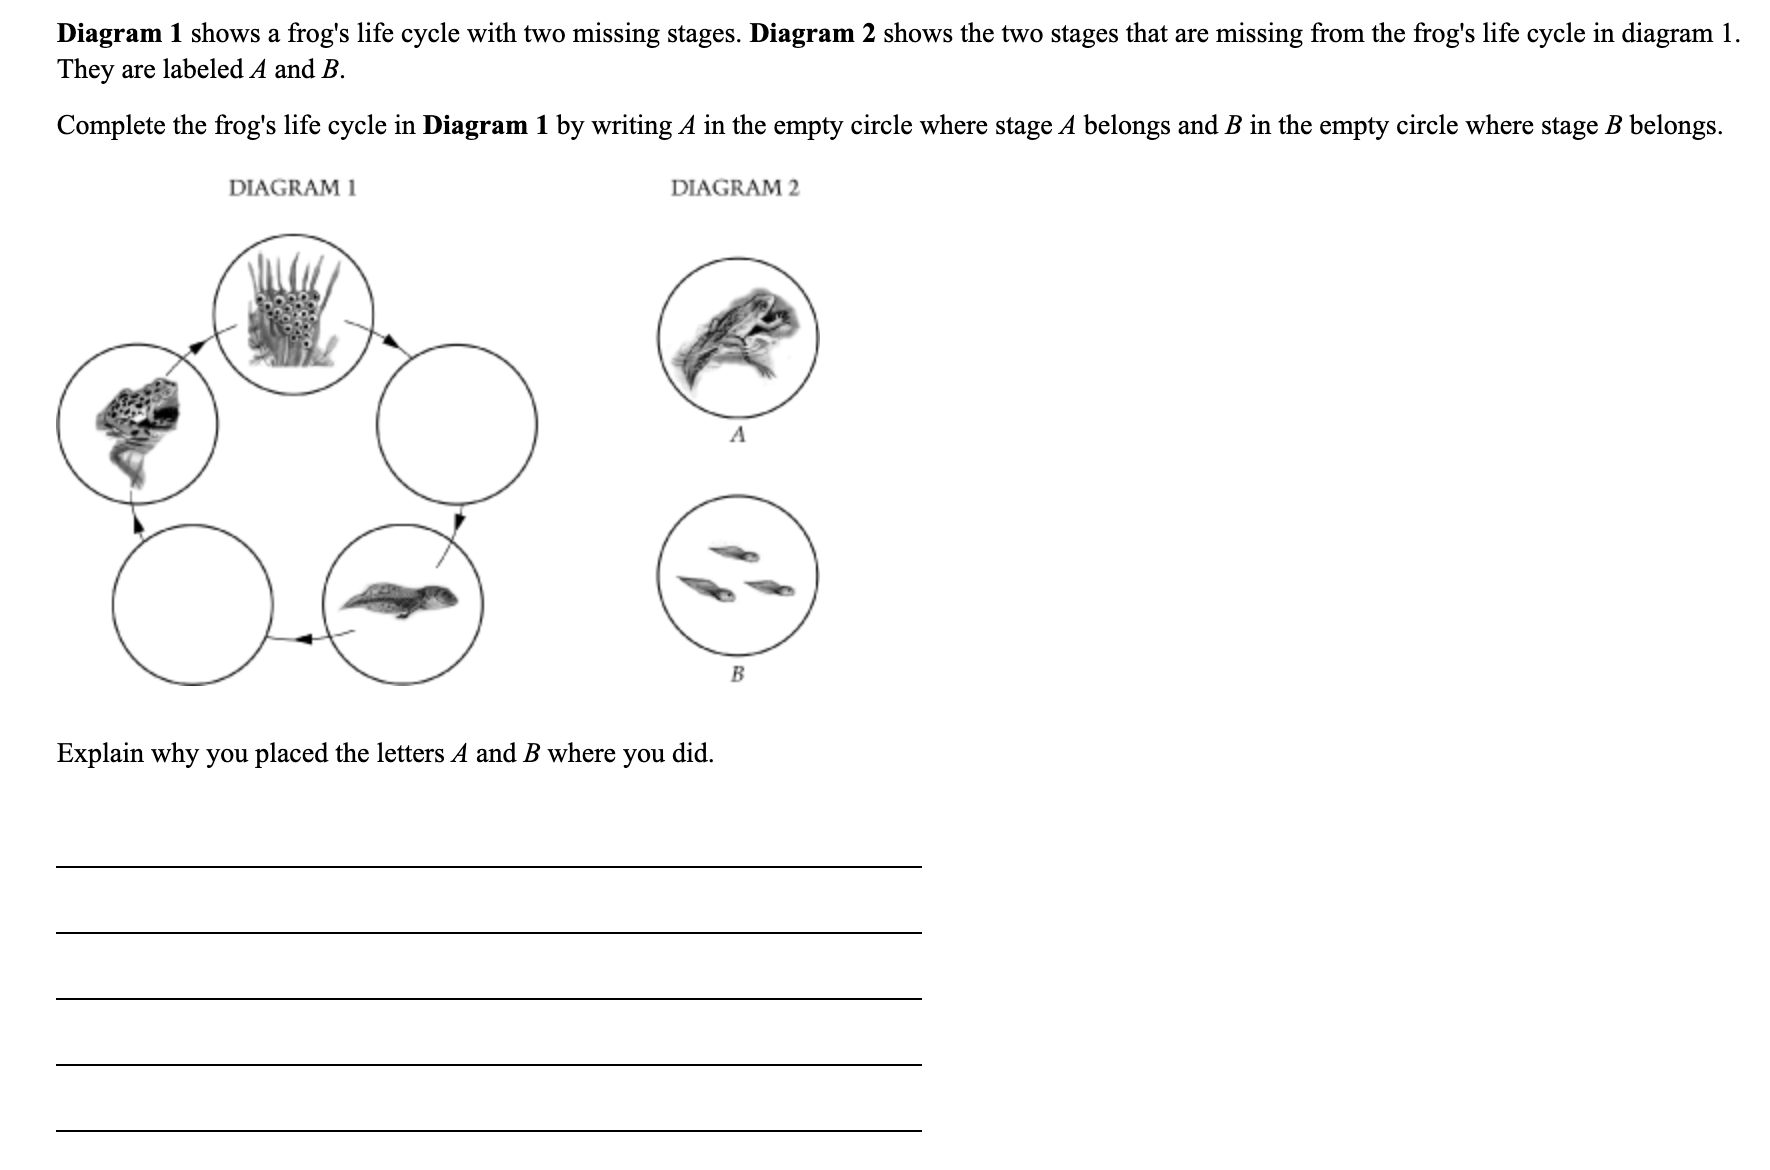 Diagram 1 shows a frog's life cycle with two missing stages. Diagram 2 shows the two stages that are missing from the frog's life cycle in diagram 1.
They are labeled A and B.
Complete the frog's life cycle in Diagram 1 by writing A in the empty circle where stage A belongs and B in the empty circle where stage B belongs.
DIAGRAM 1
DIAGRAM 2
A
B
Explain why you placed the letters A and B where you did.